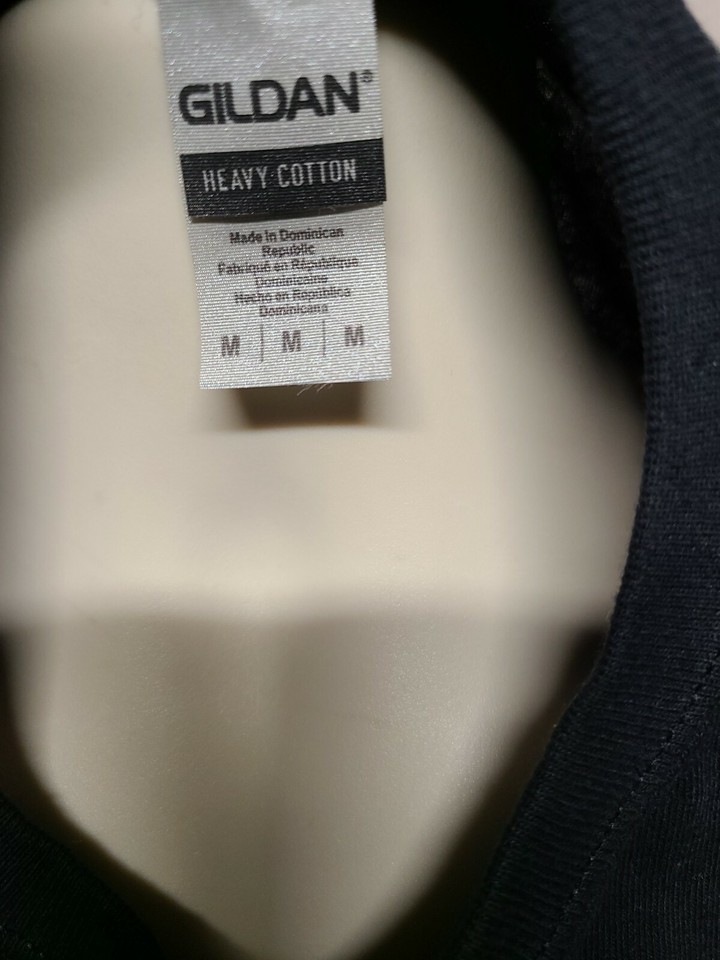 GILDAN®
HEAVY COTTON
Made in Dominican
Republic
Fabriqué en République
Dominicaine
Hecho en República
Dominicana
M | M | M